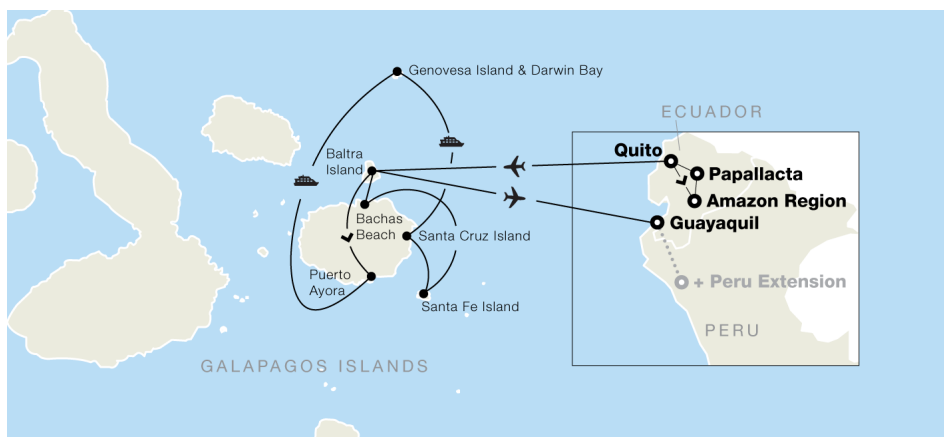 Genovesa Island & Darwin Bay
ECUADOR
Quito
Baltra
Island
Papallacta
Amazon Region
Bachas
Beach
Santa Cruz Island
Guayaquil
Puerto
Ayora
+ Peru Extension
Santa Fe Island
PERU
GALAPAGOS ISLANDS